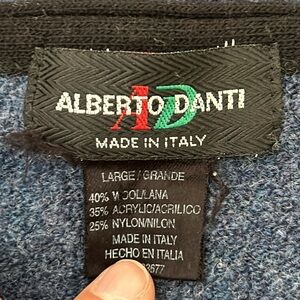 ALBERTO DANTI
MADE IN ITALY
LARGE/GRANDE
40% WOOL/LANA
35% ACRYLIC/ACRILICO
25% NYLON/NILON
MADE IN ITALY
HECHO EN ITALIA